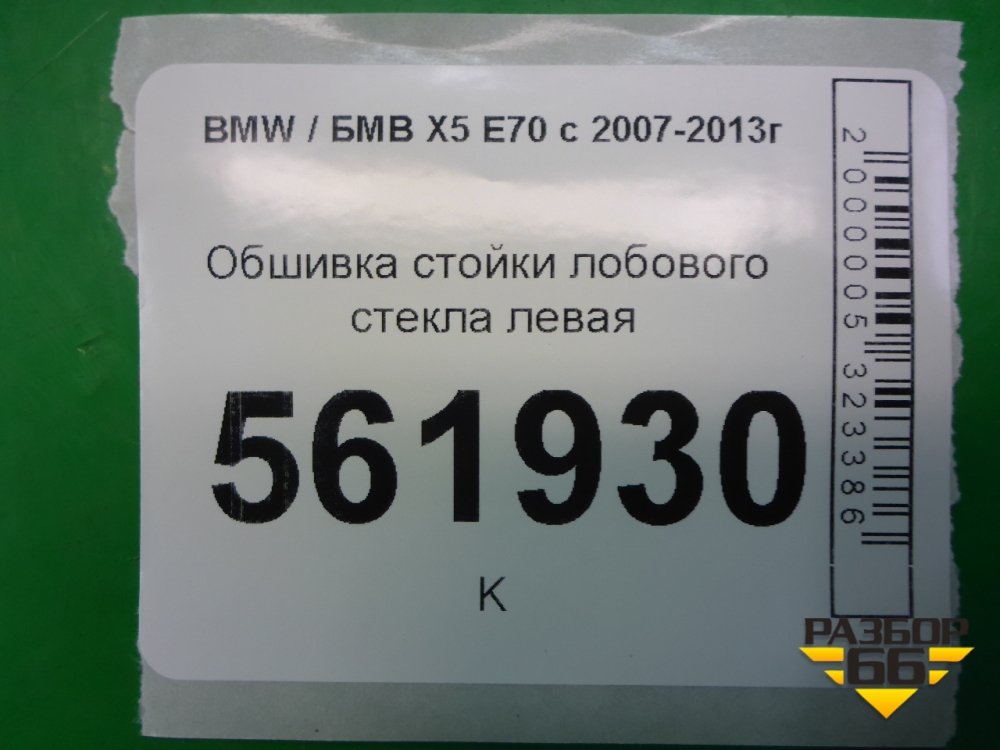 BMW / БМВ X5 E70 с 2007-2013г
Обшивка стойки лобового
стекла левая
561930
К
2000005323386
РАЗБОР
66